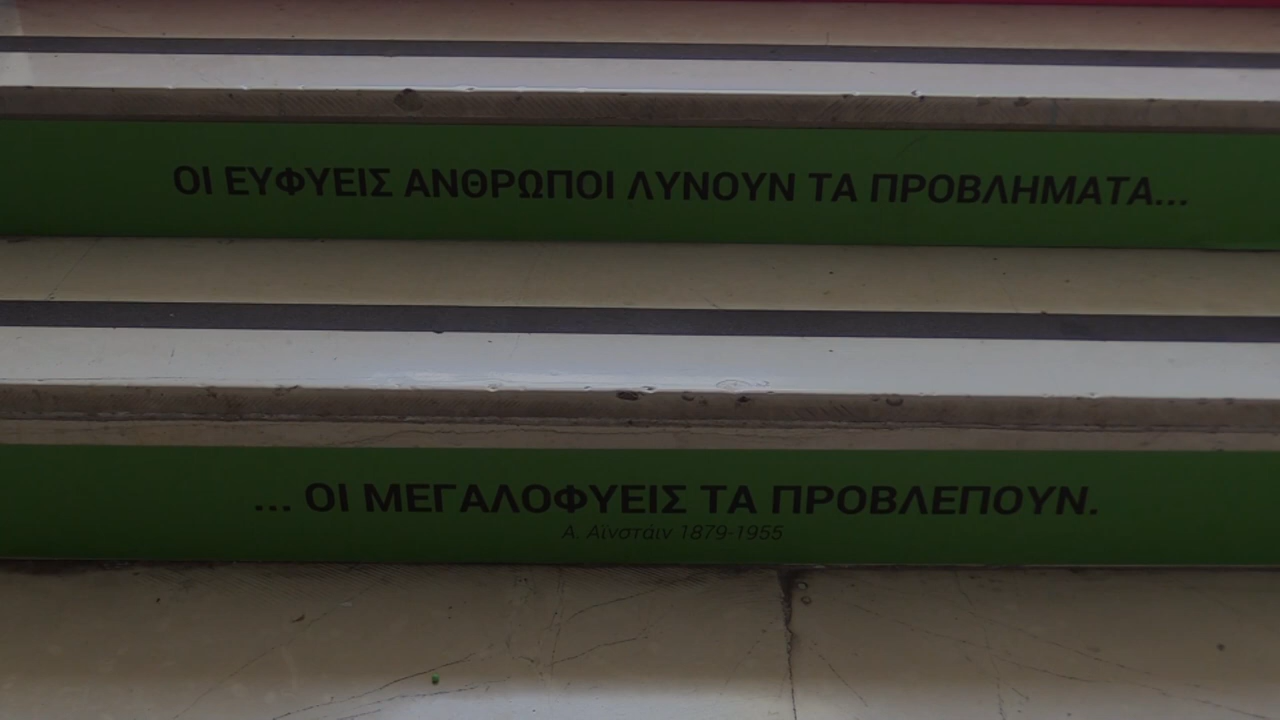 ΟΙ ΕΥΦΥΕΙΣ ΑΝΘΡΩΠΟΙ ΛΥΝΟΥΝ ΤΑ ΠΡΟΒΛΗΜΑΤΑ...
... ΟΙ ΜΕΓΑΛΟΦΥΕΙΣ ΤΑ ΠΡΟΒΛΕΠΟΥΝ.
Α. Αϊνστάιν 1879-1955